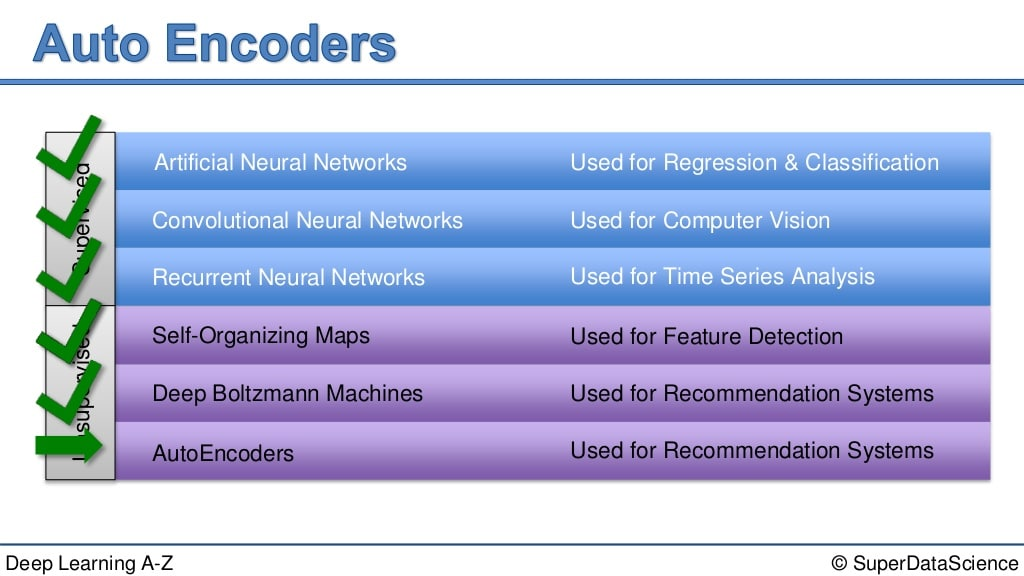 Auto Encoders
Supervised
Artificial Neural Networks Used for Regression & Classification
Convolutional Neural Networks Used for Computer Vision
Recurrent Neural Networks Used for Time Series Analysis
Unsupervised
Self-Organizing Maps Used for Feature Detection
Deep Boltzmann Machines Used for Recommendation Systems
AutoEncoders Used for Recommendation Systems
Deep Learning A-Z © SuperDataScience